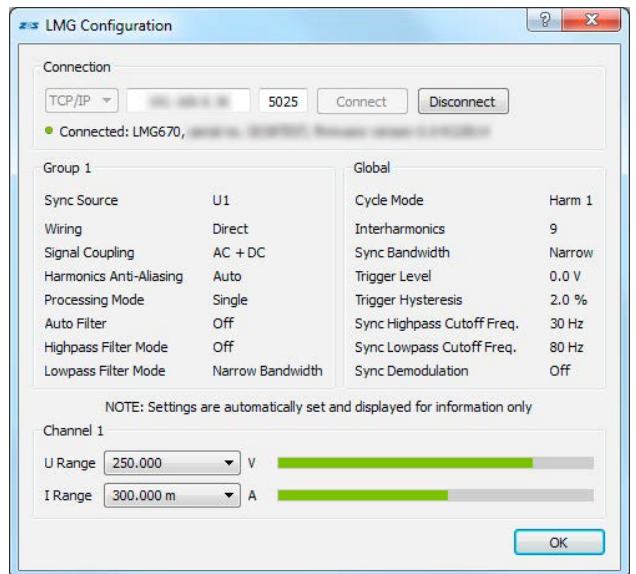 ZES LMG Configuration
Connection
TCP/IP 5025 Connect Disconnect
Connected: LMG670,
Group 1
Sync Source U1
Wiring Direct
Signal Coupling AC + DC
Harmonics Anti-Aliasing Auto
Processing Mode Single
Auto Filter Off
Highpass Filter Mode Off
Lowpass Filter Mode Narrow Bandwidth
Global
Cycle Mode Harm 1
Interharmonics 9
Sync Bandwidth Narrow
Trigger Level 0.0 V
Trigger Hysteresis 2.0 %
Sync Highpass Cutoff Freq. 30 Hz
Sync Lowpass Cutoff Freq. 80 Hz
Sync Demodulation Off
NOTE: Settings are automatically set and displayed for information only
Channel 1
U Range 250.000 V
I Range 300.000 m A
OK